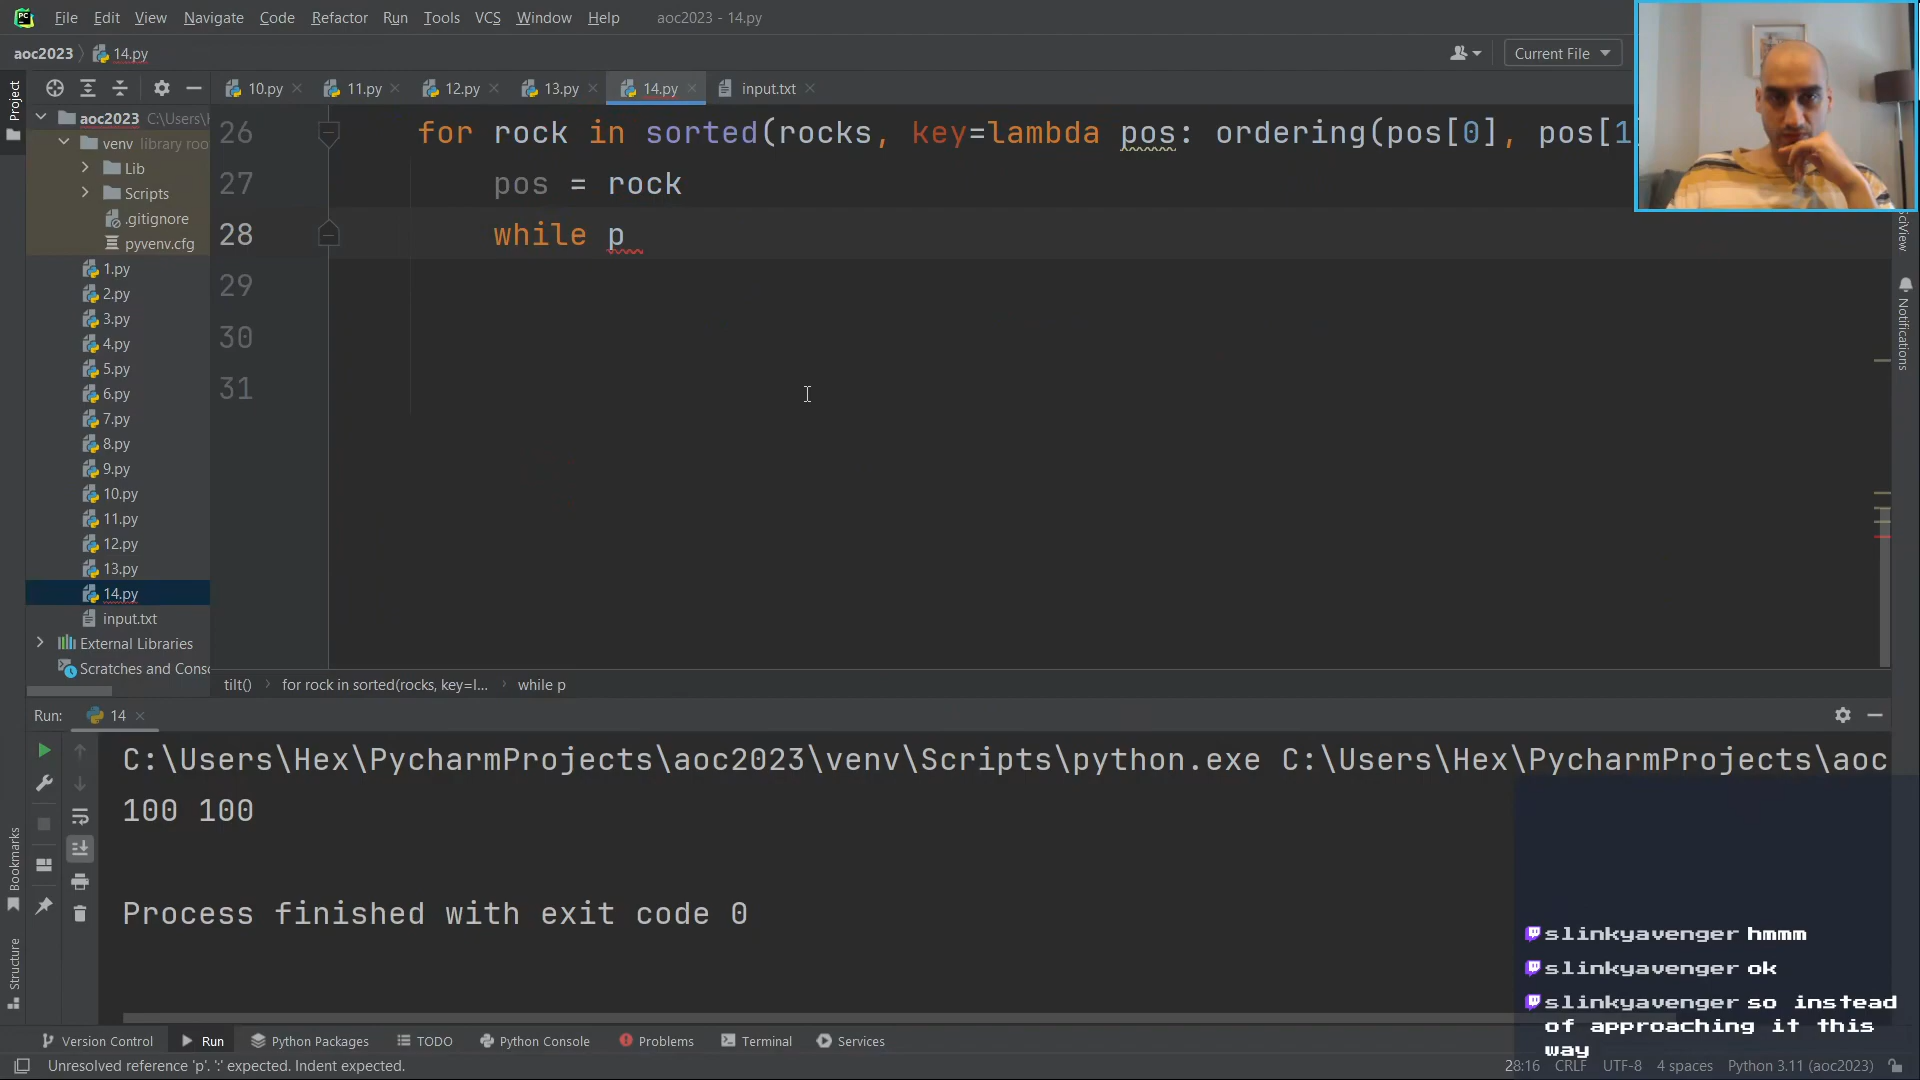 File Edit View Navigate Code Refactor Run Tools VCS Window Help aoc2023 - 14.py
aoc2023 14.py Current File
Project
10.py 11.py 12.py 13.py 14.py input.txt
aoc2023 C:\Users\
venv library roo
Lib
Scripts
.gitignore
pyvenv.cfg
1.py
2.py
3.py
4.py
5.py
6.py
7.py
8.py
9.py
10.py
11.py
12.py
13.py
14.py
input.txt
External Libraries
Scratches and Conso
26 for rock in sorted(rocks, key=lambda pos: ordering(pos[0], pos[1
27 pos = rock
28 while p
29
30
31
SciView
Notifications
tilt() for rock in sorted(rocks, key=l... while p
Run: 14
C:\Users\Hex\PycharmProjects\aoc2023\venv\Scripts\python.exe C:\Users\Hex\PycharmProjects\aoc
100 100
Process finished with exit code 0
Bookmarks
Structure
slinkyavenger hmmm
slinkyavenger ok
slinkyavenger so instead
of approaching it this
way
Version Control Run Python Packages TODO Python Console Problems Terminal Services
Unresolved reference 'p'. ':' expected. Indent expected. 28:16 CRLF UTF-8 4 spaces Python 3.11 (aoc2023)